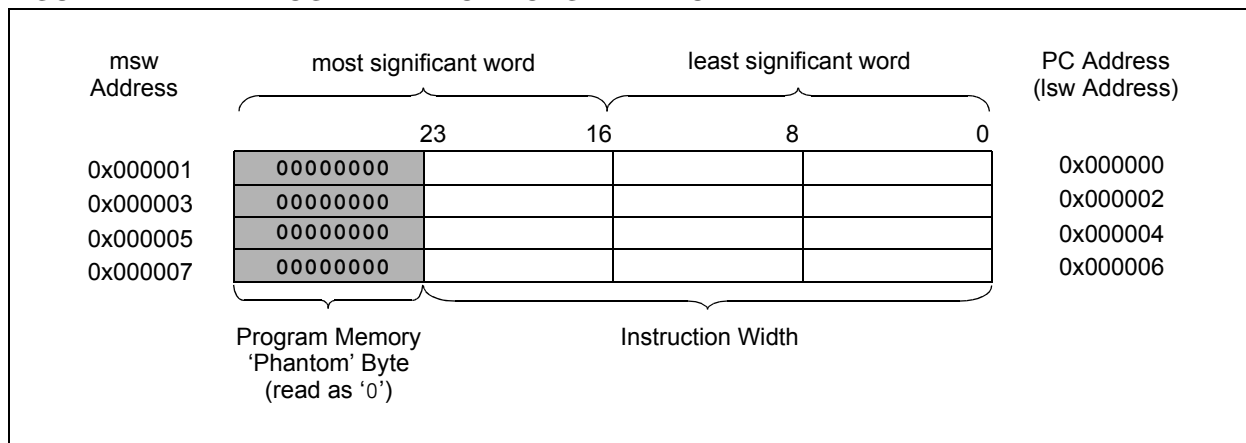 msw
Address
most significant word
least significant word
PC Address
(lsw Address)
23 16 8 0
0x000001 00000000 0x000000
0x000003 00000000 0x000002
0x000005 00000000 0x000004
0x000007 00000000 0x000006
Program Memory
‘Phantom’ Byte
(read as ‘0’)
Instruction Width